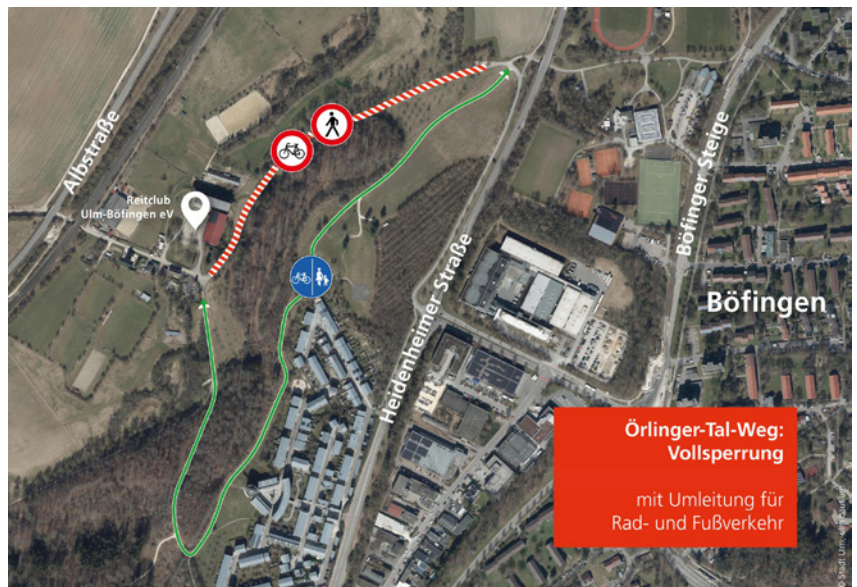 Albstraße
Reitclub
Ulm-Böfingen eV
Heidenheimer Straße
Böfinger Steige
Böfingen
Örlinger-Tal-Weg:
Vollsperrung
mit Umleitung für
Rad- und Fußverkehr